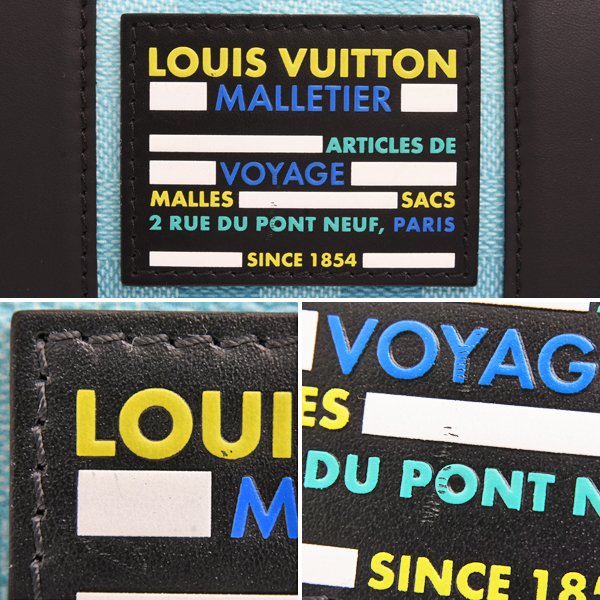 LOUIS VUITTON
MALLETIER
ARTICLES DE
VOYAGE
MALLES SACS
2 RUE DU PONT NEUF, PARIS
SINCE 1854
LOUI
M
VOYAG
ES
DU PONT N
SINCE 18